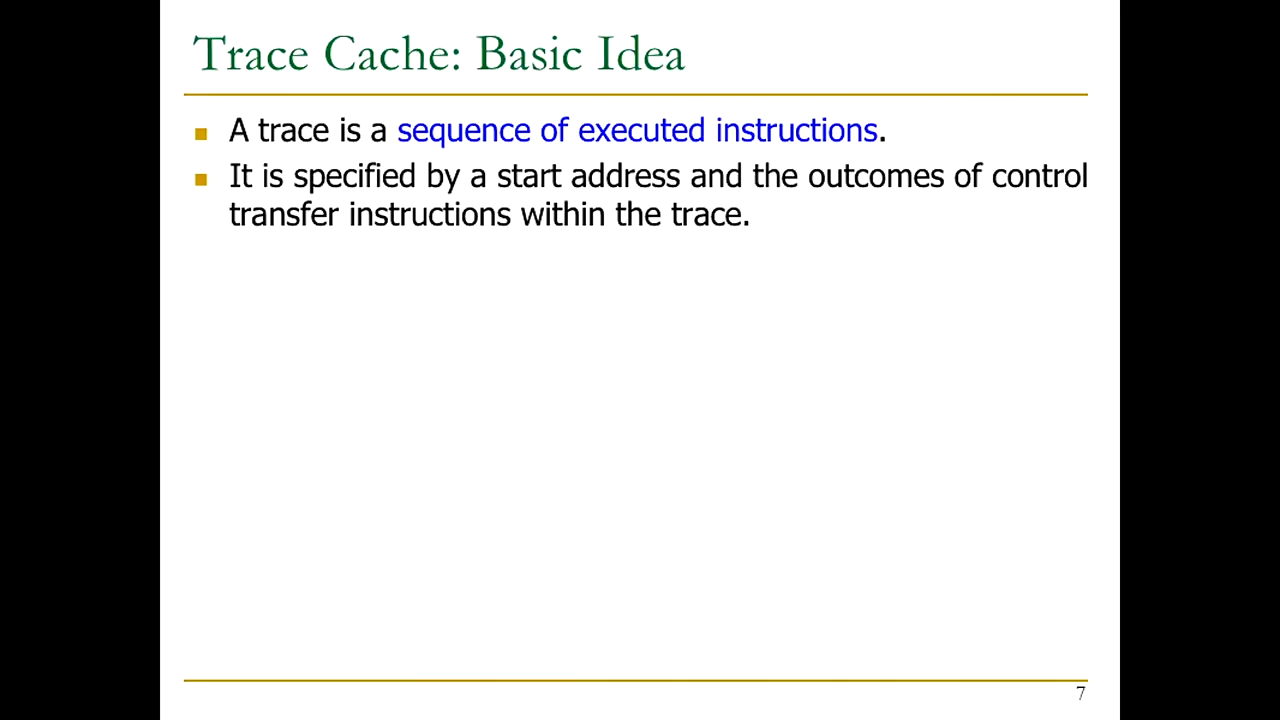 Trace Cache: Basic Idea
A trace is a sequence of executed instructions.
It is specified by a start address and the outcomes of control
transfer instructions within the trace.
7